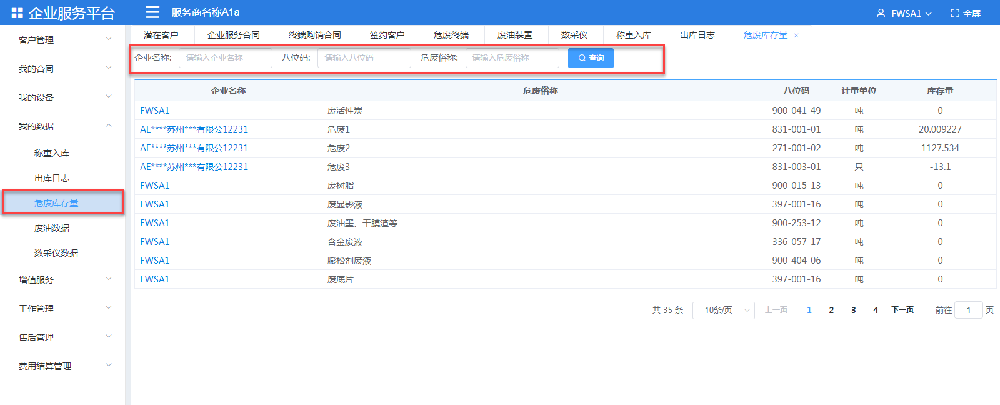 企业服务平台 服务商名称A1a FWSA1 全屏
客户管理
我的合同
我的设备
我的数据
称重入库
出库日志
危废库存量
废油数据
数采仪数据
增值服务
工作管理
售后管理
费用结算管理
潜在客户 企业服务合同 终端购销合同 签约客户 危废终端 废油装置 数采仪 称重入库 出库日志 危废库存量 ×
企业名称: 请输入企业名称 八位码: 请输入八位码 危废俗称: 请输入危废俗称 查询
企业名称 危废俗称 八位码 计量单位 库存量
FWSA1 废活性炭 900-041-49 吨 0
AE****苏州***有限公12231 危废1 831-001-01 吨 20.009227
AE****苏州***有限公12231 危废2 271-001-02 吨 1127.534
AE****苏州***有限公12231 危废3 831-003-01 只 -13.1
FWSA1 废树脂 900-015-13 吨 0
FWSA1 废显影液 397-001-16 吨 0
FWSA1 废油墨、干膜渣等 900-253-12 吨 0
FWSA1 含金废液 336-057-17 吨 0
FWSA1 膨松剂废液 900-404-06 吨 0
FWSA1 废底片 397-001-16 吨 0
共 35 条 10条/页 上一页 1 2 3 4 下一页 前往 1 页